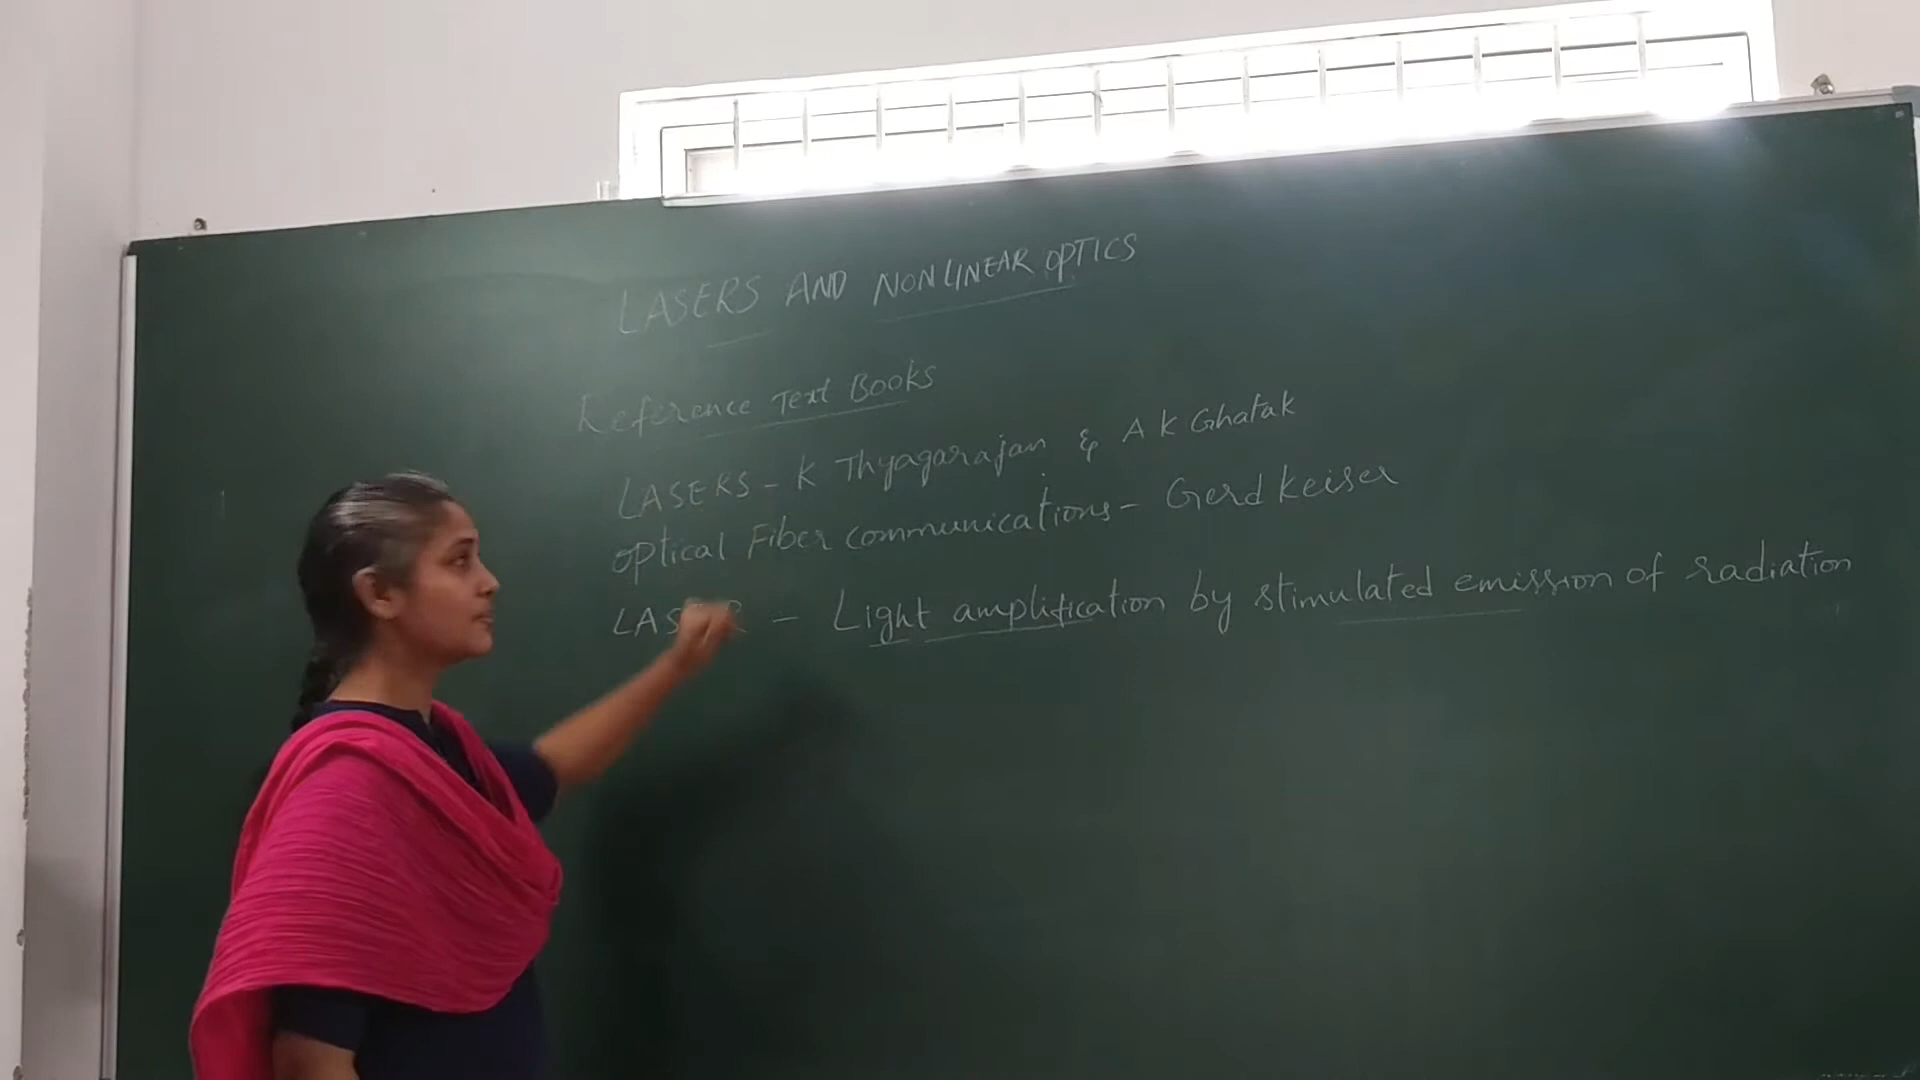 LASERS AND NONLINEAR OPTICS
Reference Text Books
LASERS - K Thyagarajan & A K Ghatak
optical Fiber communications - Gerd keiser
LASER - Light amplification by stimulated emission of radiation